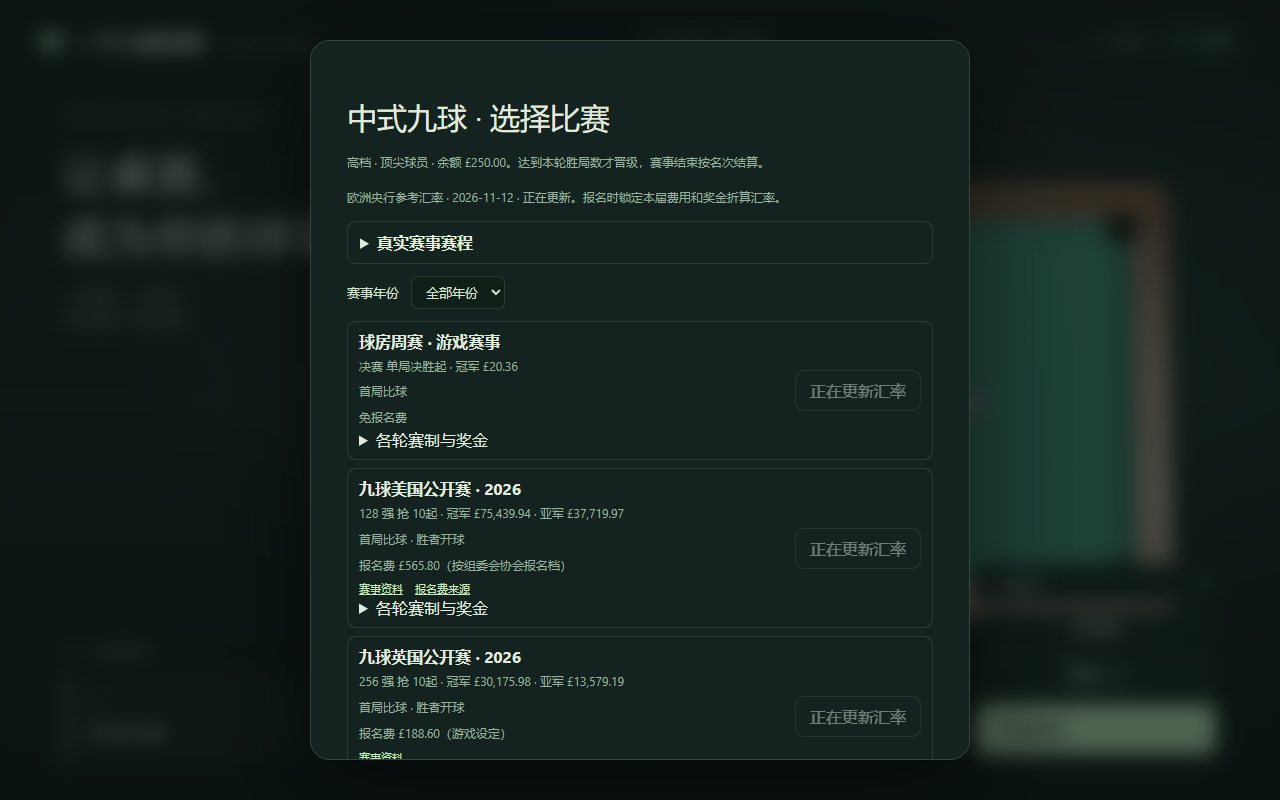 中式九球 · 选择比赛
高档 · 顶尖球员 · 余额 £250.00。达到本轮胜局数才晋级，赛事结束按名次结算。
欧洲央行参考汇率 · 2026-11-12 · 正在更新。报名时锁定本届费用和奖金折算汇率。
▶ 真实赛事赛程
赛事年份 全部年份
球房周赛 · 游戏赛事
决赛 单局决胜起 · 冠军 £20.36
首局比球
正在更新汇率
免报名费
▶ 各轮赛制与奖金
九球美国公开赛 · 2026
128 强 抢 10起 · 冠军 £75,439.94 · 亚军 £37,719.97
首局比球 · 胜者开球
正在更新汇率
报名费 £565.80（按组委会协会报名档）
赛事资料 报名费来源
▶ 各轮赛制与奖金
九球英国公开赛 · 2026
256 强 抢 10起 · 冠军 £30,175.98 · 亚军 £13,579.19
首局比球 · 胜者开球
正在更新汇率
报名费 £188.60（游戏设定）
赛事资料